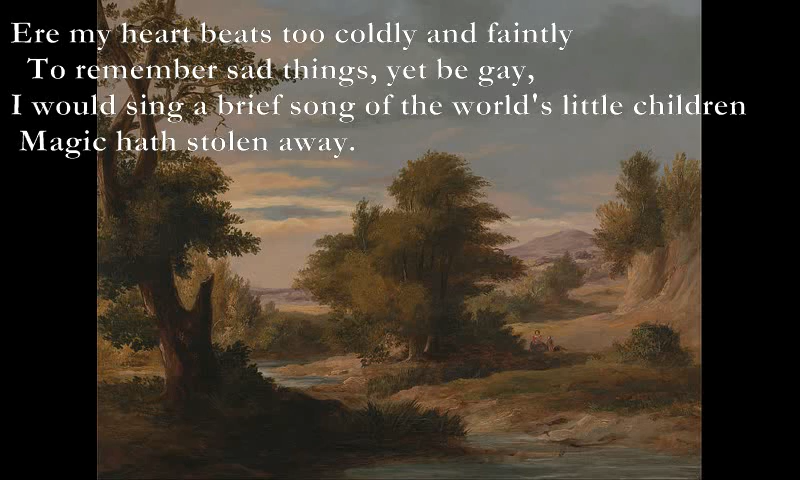 Ere my heart beats too coldly and faintly
To remember sad things, yet be gay,
I would sing a brief song of the world's little children
Magic hath stolen away.